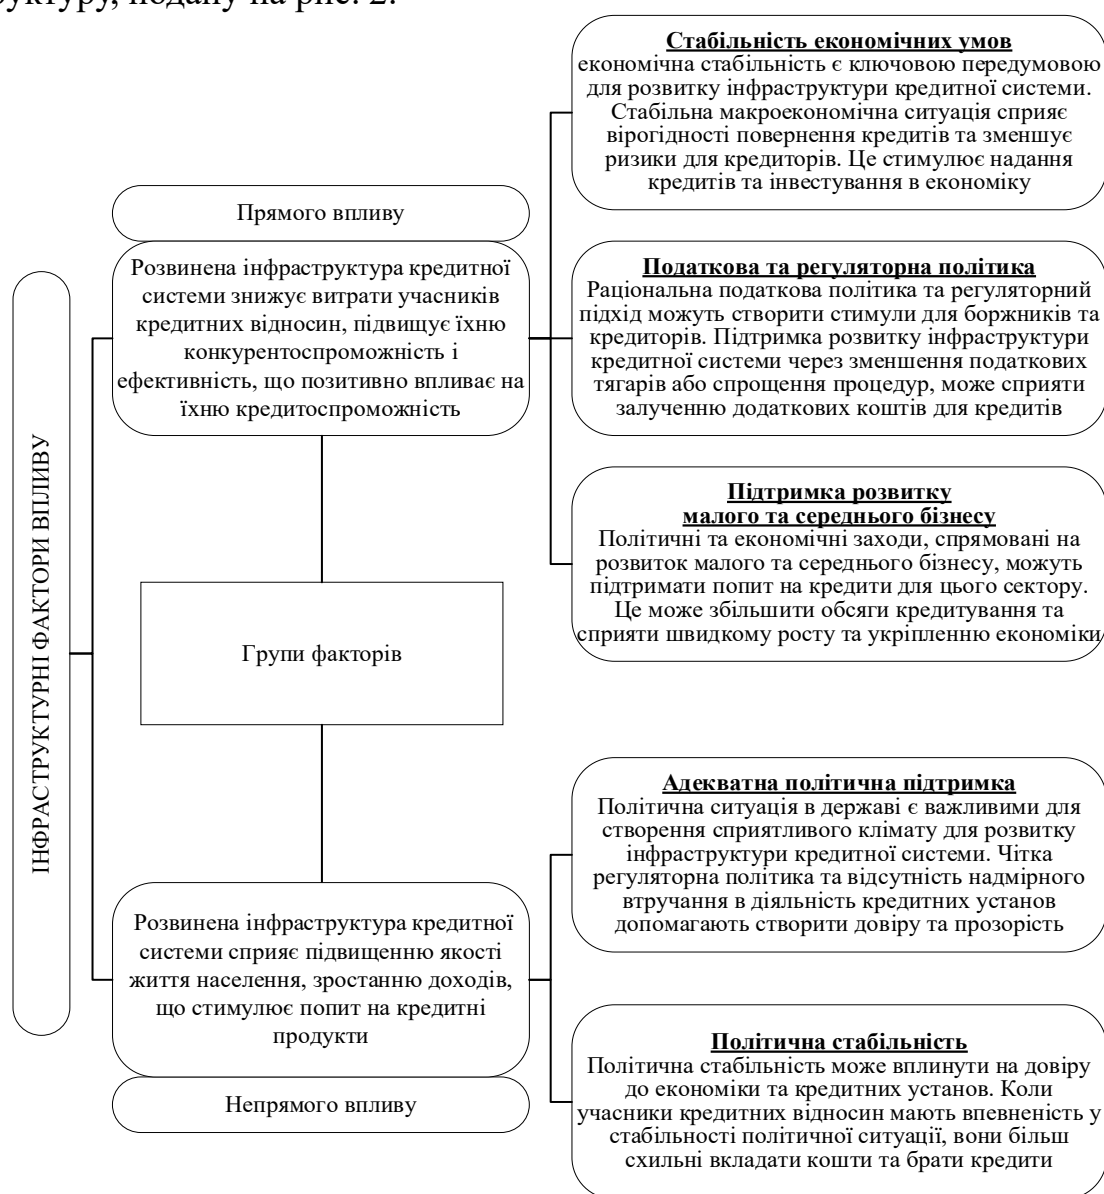 подану на рис. 2.
Стабільність економічних умов
економічна стабільність є ключовою передумовою
для розвитку інфраструктури кредитної системи.
Стабільна макроекономічна ситуація сприяє
вірогідності повернення кредитів та зменшує
ризики для кредиторів. Це стимулює надання
кредитів та інвестування в економіку
Прямого впливу
Розвинена інфраструктура кредитної
системи знижує витрати учасників
кредитних відносин, підвищує їхню
конкурентоспроможність і
ефективність, що позитивно впливає на
їхню кредитоспроможність
Податкова та регуляторна політика
Раціональна податкова політика та регуляторний
підхід можуть створити стимули для боржників та
кредиторів. Підтримка розвитку інфраструктури
кредитної системи через зменшення податкових
тягарів або спрощення процедур, може сприяти
залученню додаткових коштів для кредитів
Підтримка розвитку
малого та середнього бізнесу
Політичні та економічні заходи, спрямовані на
розвиток малого та середнього бізнесу, можуть
підтримати попит на кредити для цього сектору.
Це може збільшити обсяги кредитування та
сприяти швидкому росту та укріпленню економіки
ІНФРАСТРУКТУРНІ ФАКТОРИ ВПЛИВУ
Групи факторів
Адекватна політична підтримка
Політична ситуація в державі є важливими для
створення сприятливого клімату для розвитку
інфраструктури кредитної системи. Чітка
регуляторна політика та відсутність надмірного
втручання в діяльність кредитних установ
допомагають створити довіру та прозорість
Розвинена інфраструктура кредитної
системи сприяє підвищенню якості
життя населення, зростанню доходів,
що стимулює попит на кредитні
продукти
Непрямого впливу
Політична стабільність
Політична стабільність може вплинути на довіру
до економіки та кредитних установ. Коли
учасники кредитних відносин мають впевненість у
стабільності політичної ситуації, вони більш
схильні вкладати кошти та брати кредити